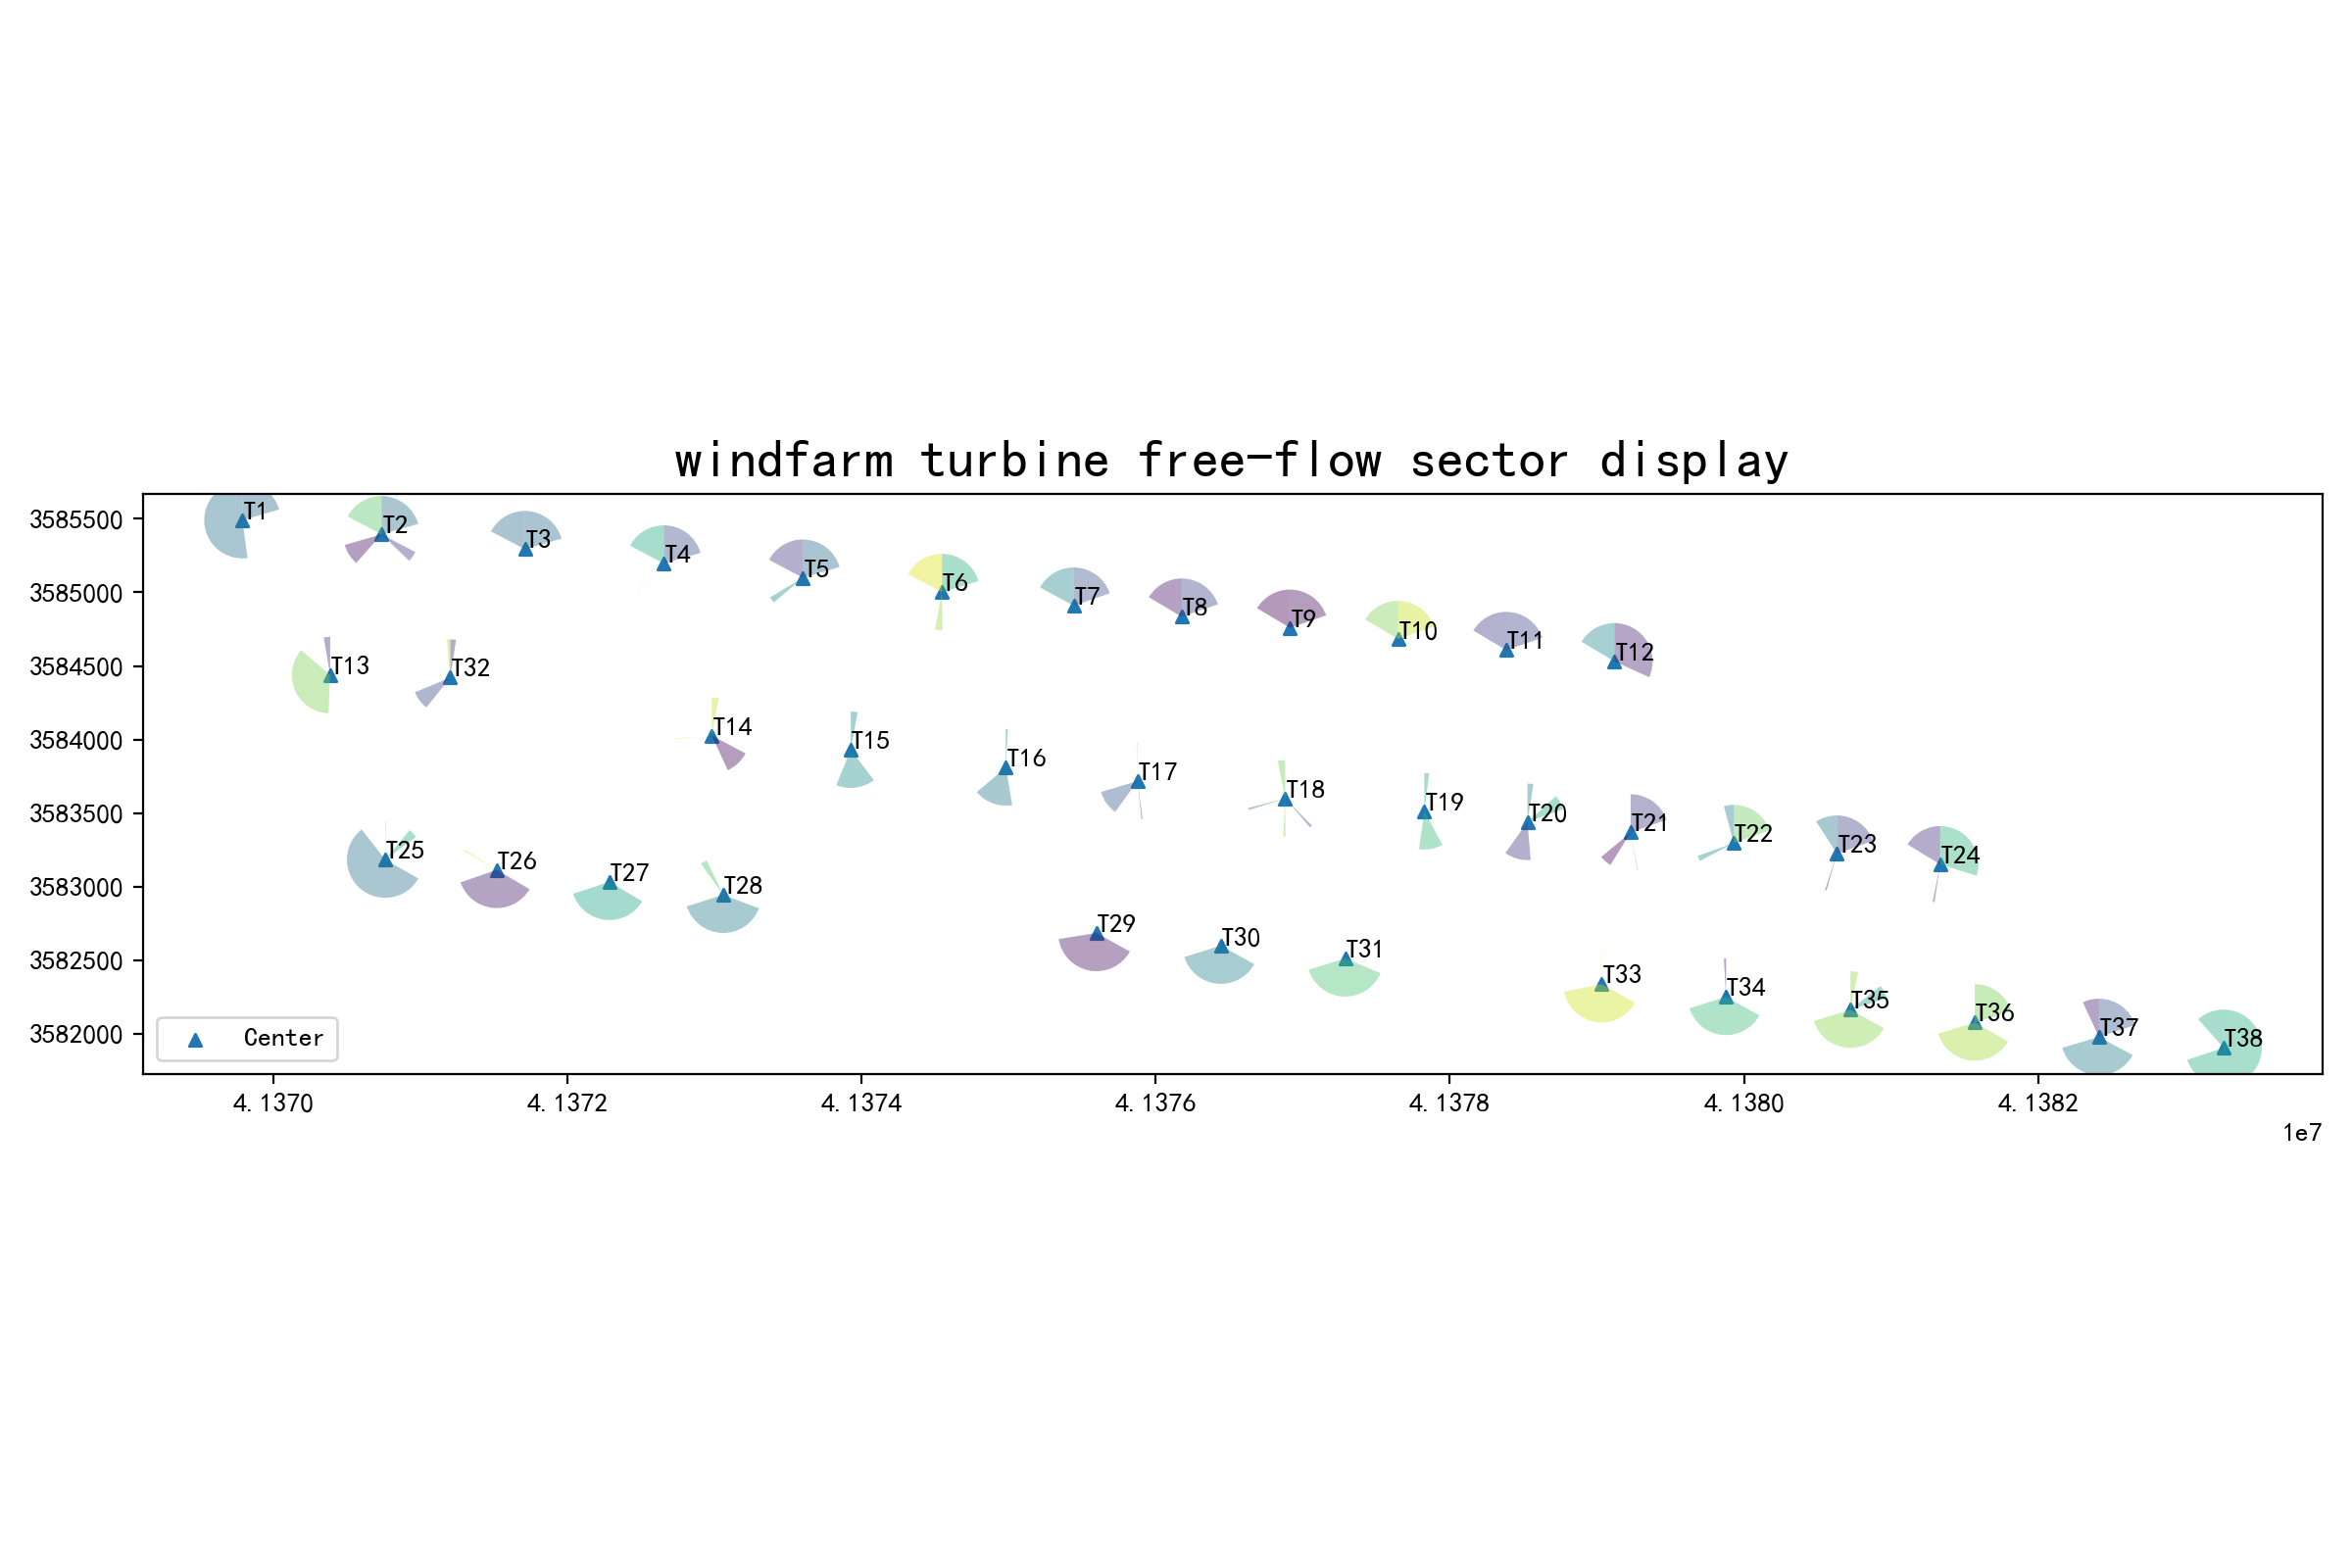 windfarm turbine free-flow sector display
3585500
3585000
3584500
3584000
3583500
3583000
3582500
3582000
T1
T2
T3
T4
T5
T6
T7
T8
T9
T10
T11
T12
T13
T32
T14
T15
T16
T17
T18
T19
T20
T21
T22
T23
T24
T25
T26
T27
T28
T29
T30
T31
T33
T34
T35
T36
T37
T38
Center
4.1370 4.1372 4.1374 4.1376 4.1378 4.1380 4.1382
1e7